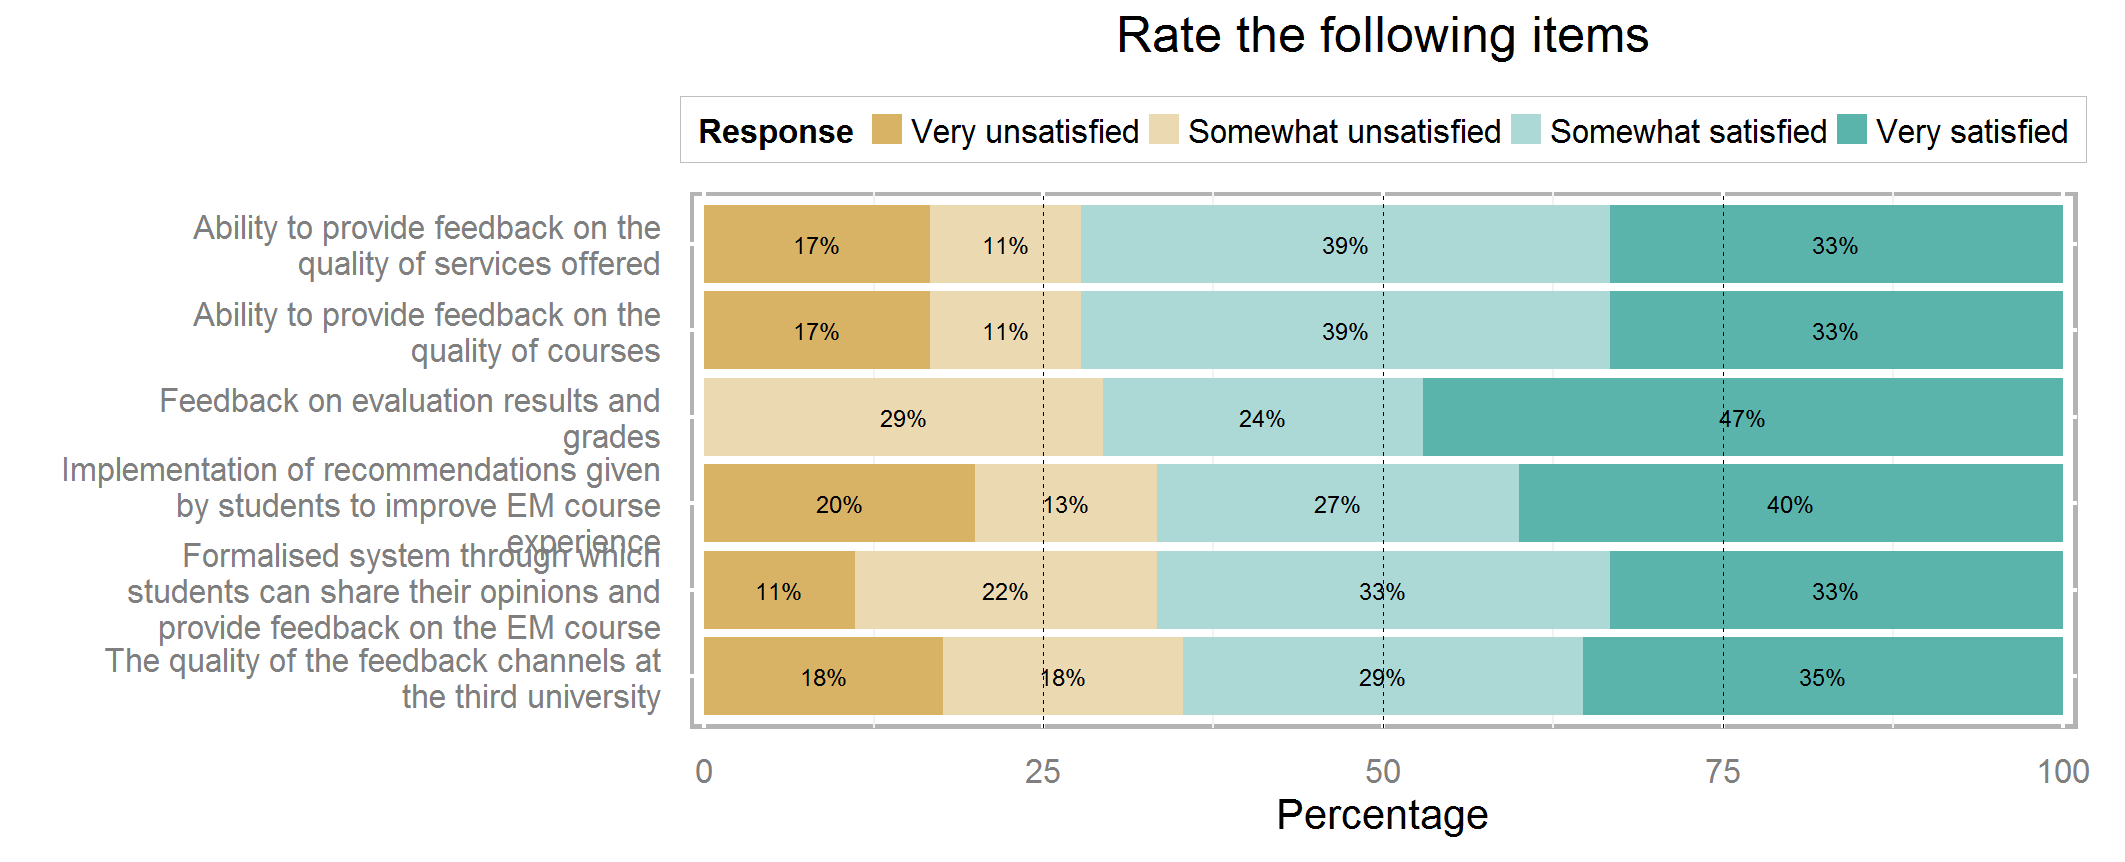 Rate the following items
Response Very unsatisfied Somewhat unsatisfied Somewhat satisfied Very satisfied
Ability to provide feedback on the
quality of services offered
17% 11% 39% 33%
Ability to provide feedback on the
quality of courses
17% 11% 39% 33%
Feedback on evaluation results and
grades
29% 24% 47%
Implementation of recommendations given
by students to improve EM course
experience
20% 13% 27% 40%
Formalised system through which
students can share their opinions and
provide feedback on the EM course
11% 22% 33% 33%
The quality of the feedback channels at
the third university
18% 18% 29% 35%
0 25 50 75 100
Percentage